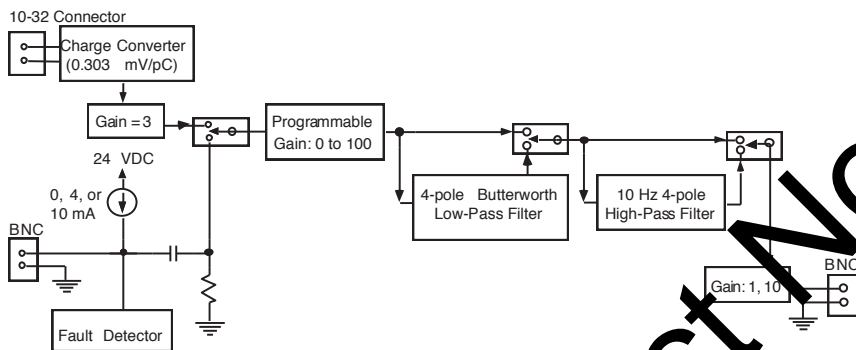 10-32 Connector
Charge Converter
(0.303 mV/pC)
Gain = 3
Programmable
Gain: 0 to 100
24 VDC
0, 4, or
10 mA
4-pole Butterworth
Low-Pass Filter
10 Hz 4-pole
High-Pass Filter
BNC
BNC
Gain: 1, 10
Fault Detector